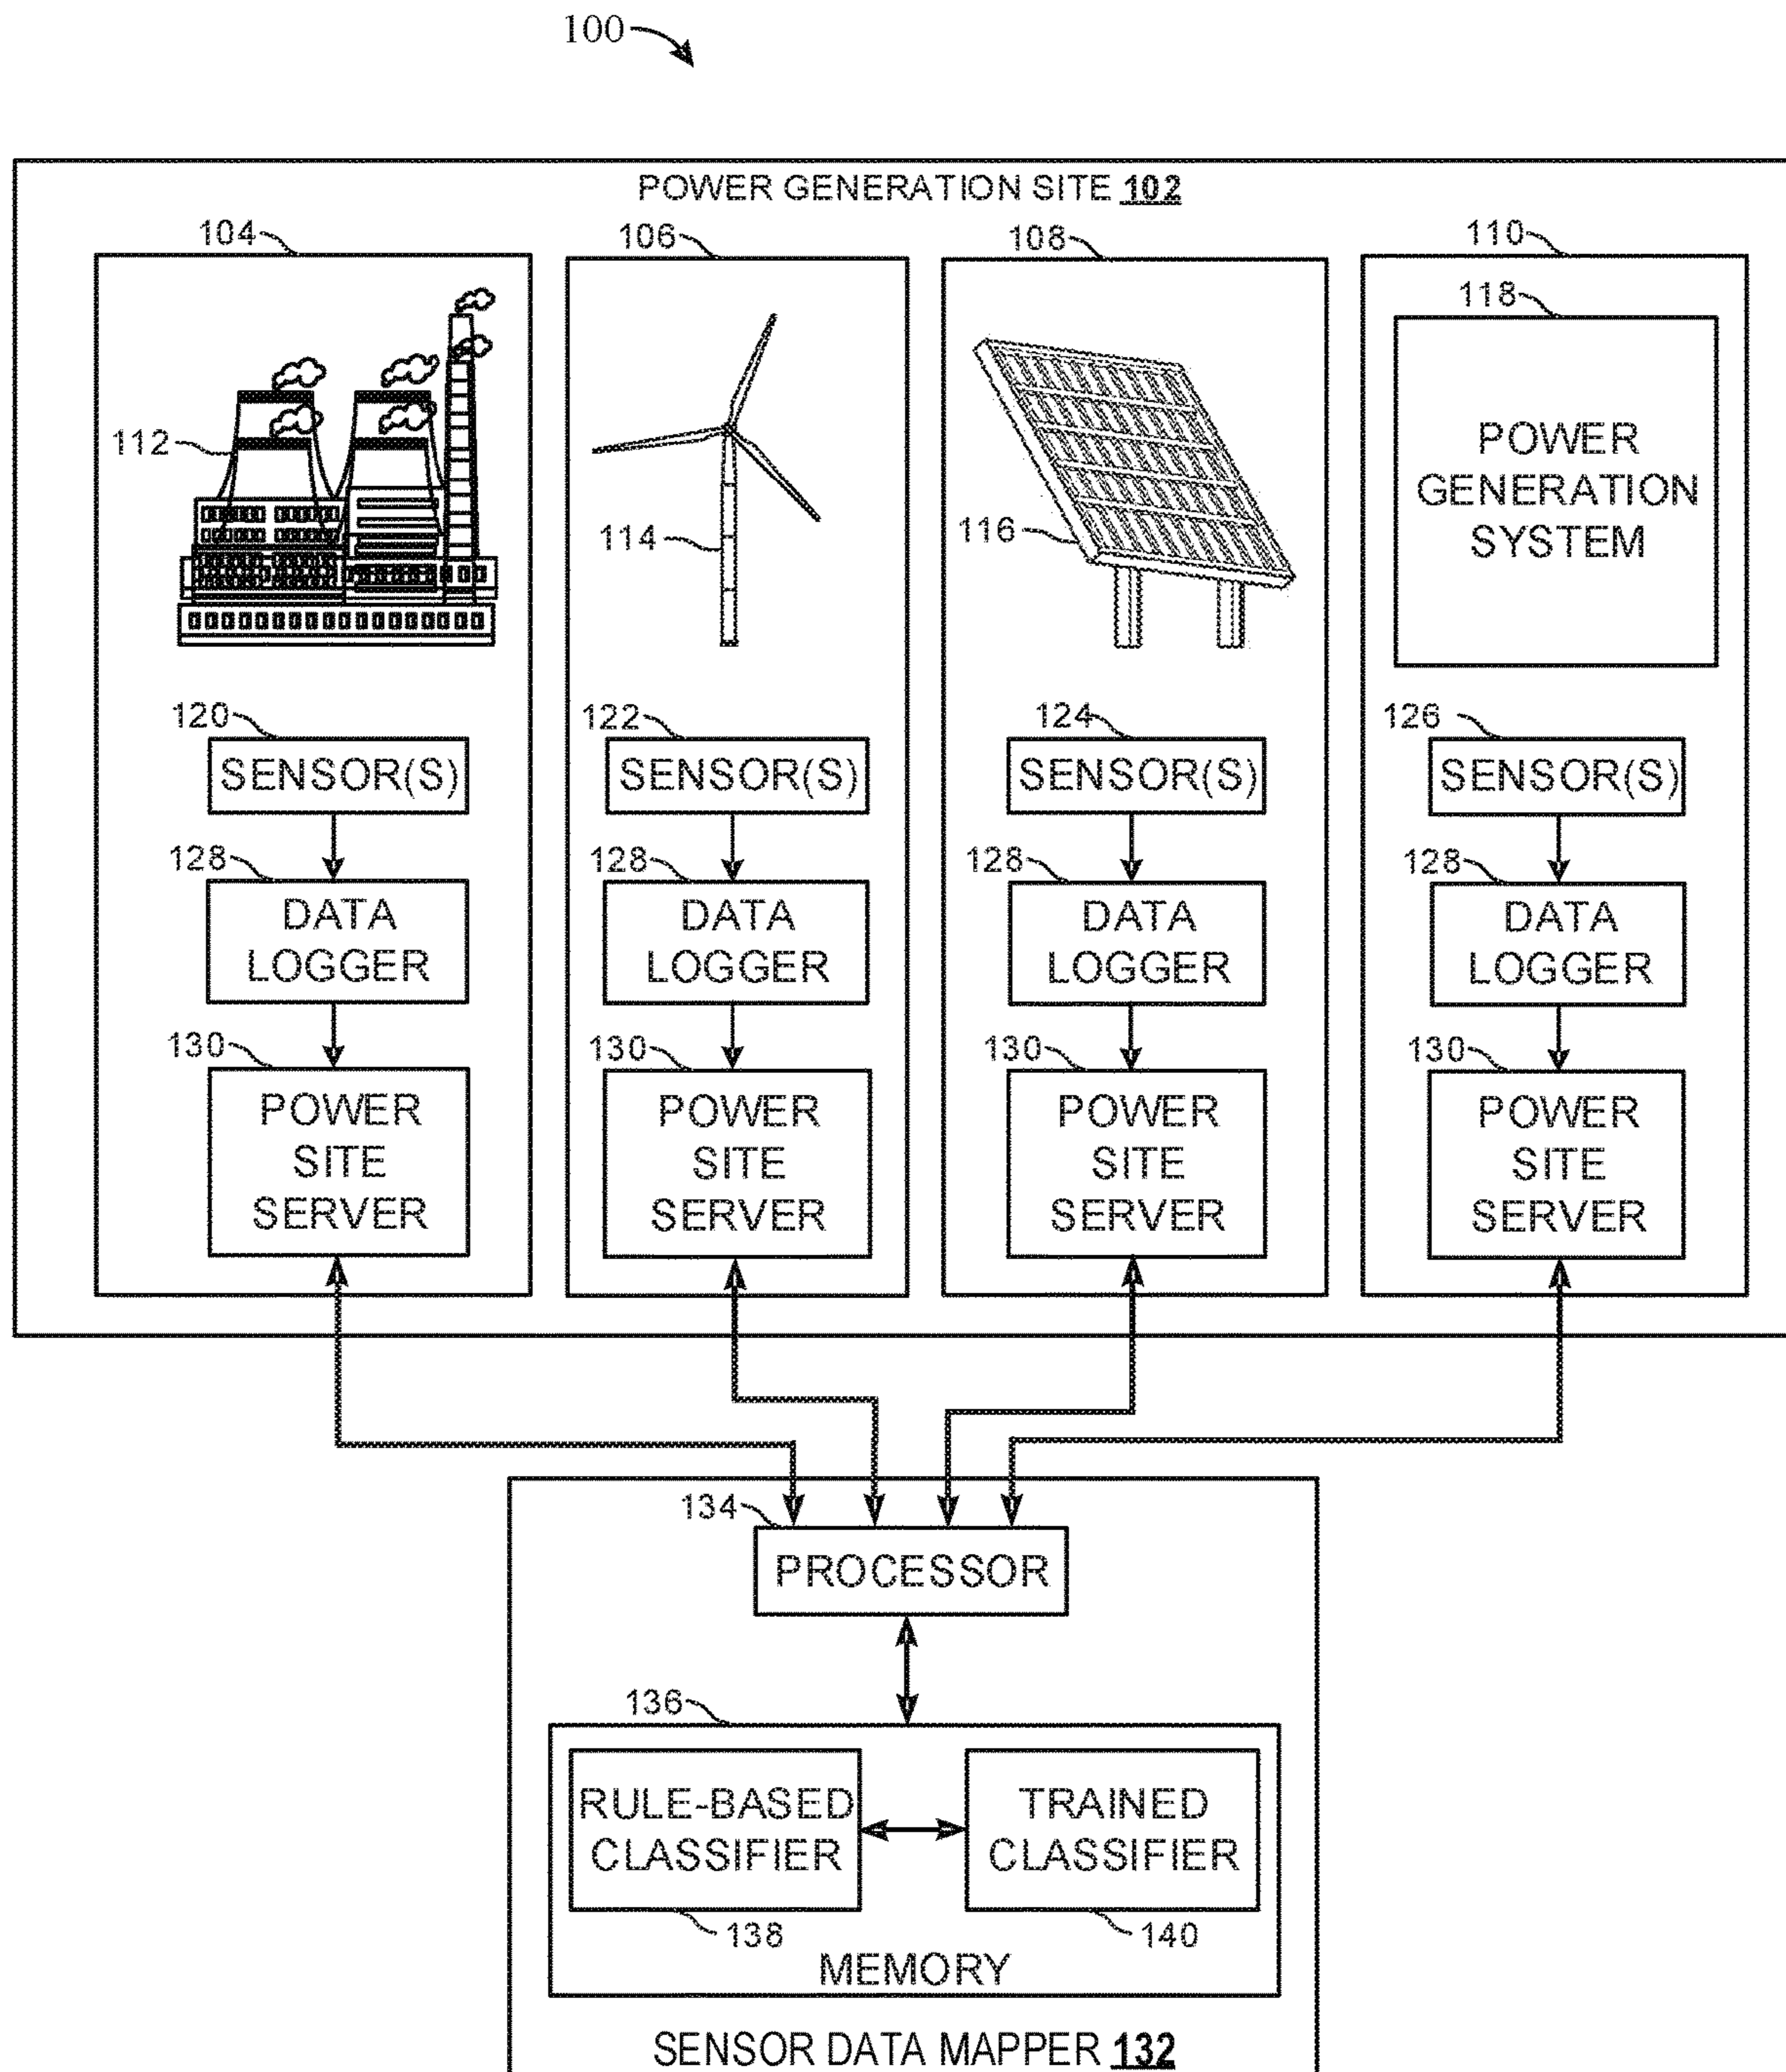 100
POWER GENERATION SITE 102
104
106
108
110
112
114
116
118
POWER
GENERATION
SYSTEM
120
SENSOR(S)
122
SENSOR(S)
124
SENSOR(S)
126
SENSOR(S)
128
DATA
LOGGER
128
DATA
LOGGER
128
DATA
LOGGER
128
DATA
LOGGER
130
POWER
SITE
SERVER
130
POWER
SITE
SERVER
130
POWER
SITE
SERVER
130
POWER
SITE
SERVER
134
PROCESSOR
136
RULE-BASED
CLASSIFIER
138
TRAINED
CLASSIFIER
140
MEMORY
SENSOR DATA MAPPER 132